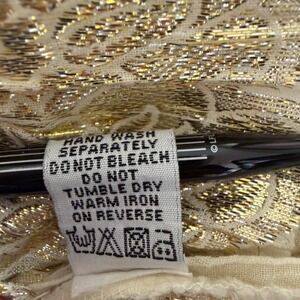 HAND WASH
SEPARATELY
DO NOT BLEACH
DO NOT
TUMBLE DRY
WARM IRON
ON REVERSE